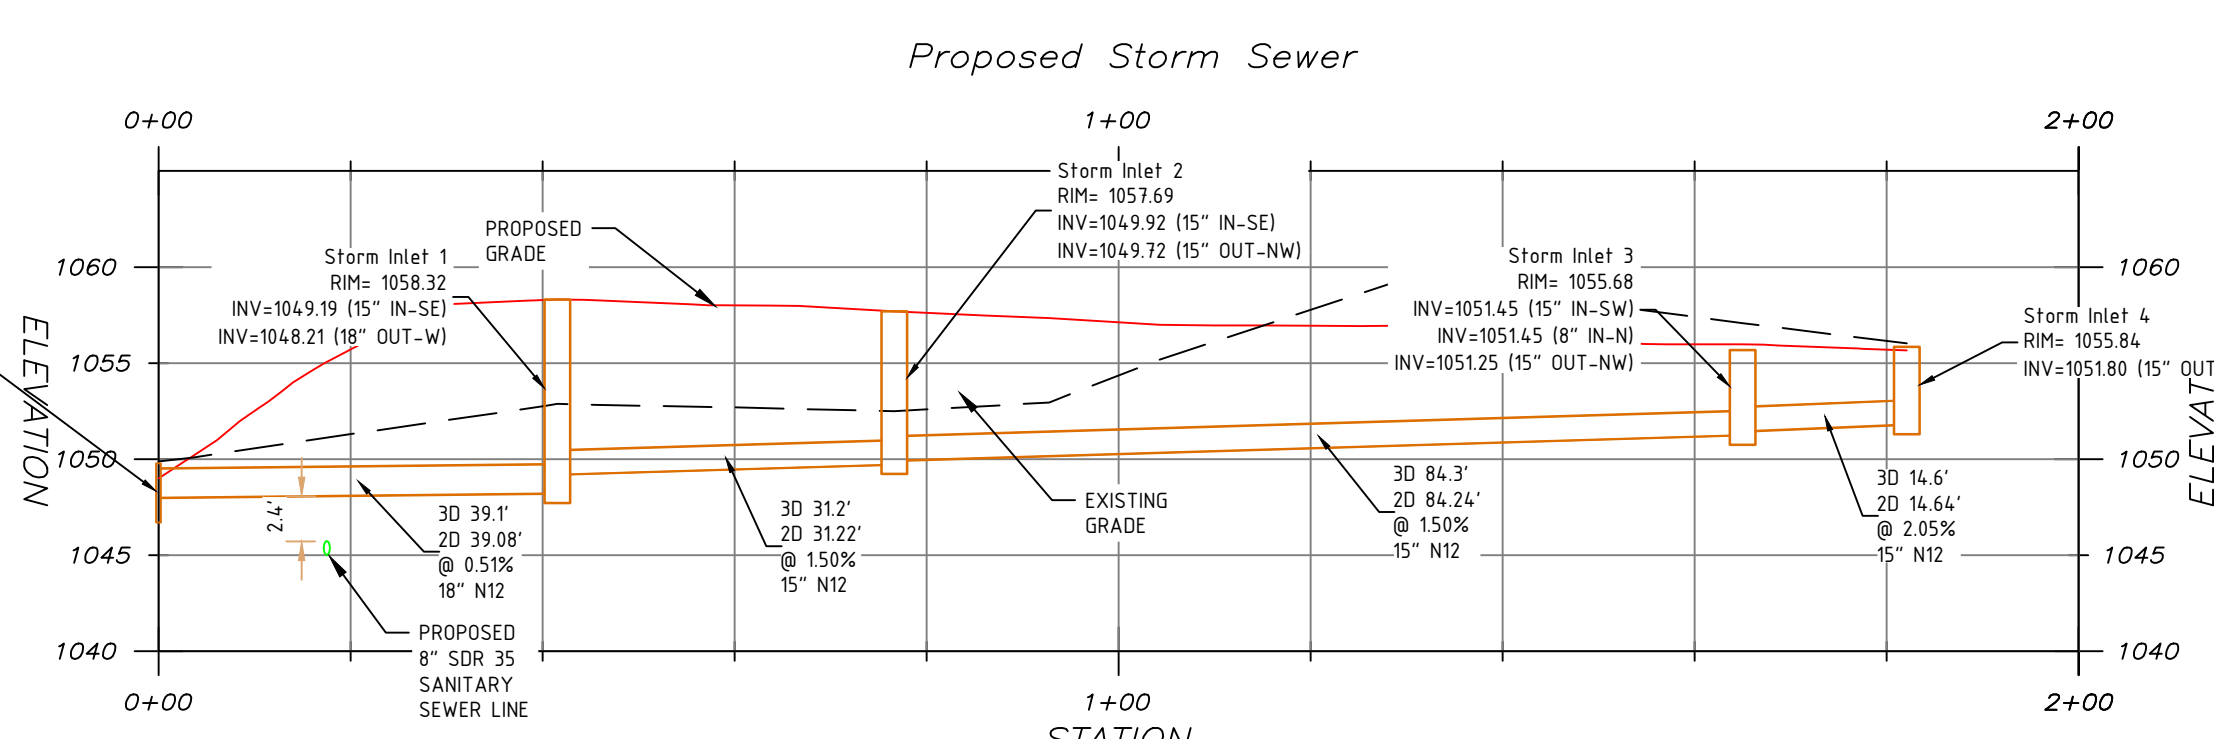 Proposed Storm Sewer
0+00
1+00
2+00
Storm Inlet 2
RIM= 1057.69
INV=1049.92 (15" IN-SE)
INV=1049.72 (15" OUT-NW)
PROPOSED
GRADE
Storm Inlet 1
RIM= 1058.32
INV=1049.19 (15" IN-SE)
INV=1048.21 (18" OUT-W)
Storm Inlet 3
RIM= 1055.68
INV=1051.45 (15" IN-SW)
INV=1051.45 (8" IN-N)
INV=1051.25 (15" OUT-NW)
Storm Inlet 4
RIM= 1055.84
INV=1051.80 (15" OUT
1060
1055
1050
1045
1040
ELEVATION
1060
1050
1045
1040
ELEVAT
2.4'
3D 39.1'
2D 39.08'
@ 0.51%
18" N12
3D 31.2'
2D 31.22'
@ 1.50%
15" N12
EXISTING
GRADE
3D 84.3'
2D 84.24'
@ 1.50%
15" N12
3D 14.6'
2D 14.64'
@ 2.05%
15" N12
PROPOSED
8" SDR 35
SANITARY
SEWER LINE
0+00
1+00
2+00
STATION